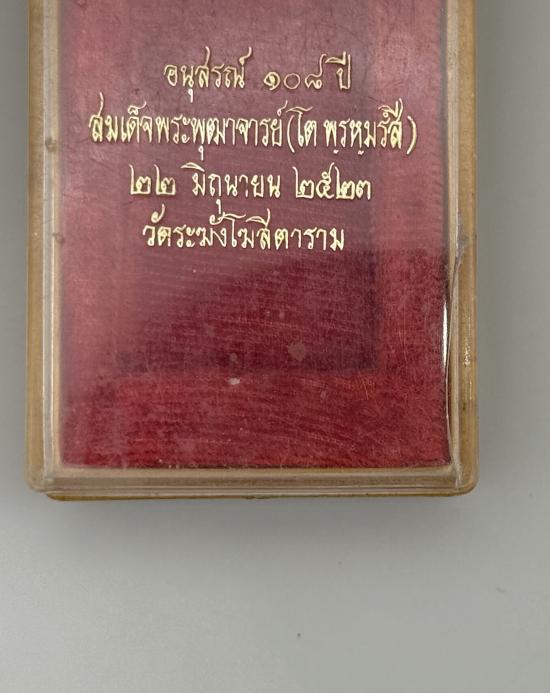 อนุสรณ์ ๑๐๘ ปี
สมเด็จพระพุฒาจารย์ (โต พรหฺมรํสี)
๒๒ มิถุนายน ๒๕๒๓
วัดระฆังโฆสิตาราม